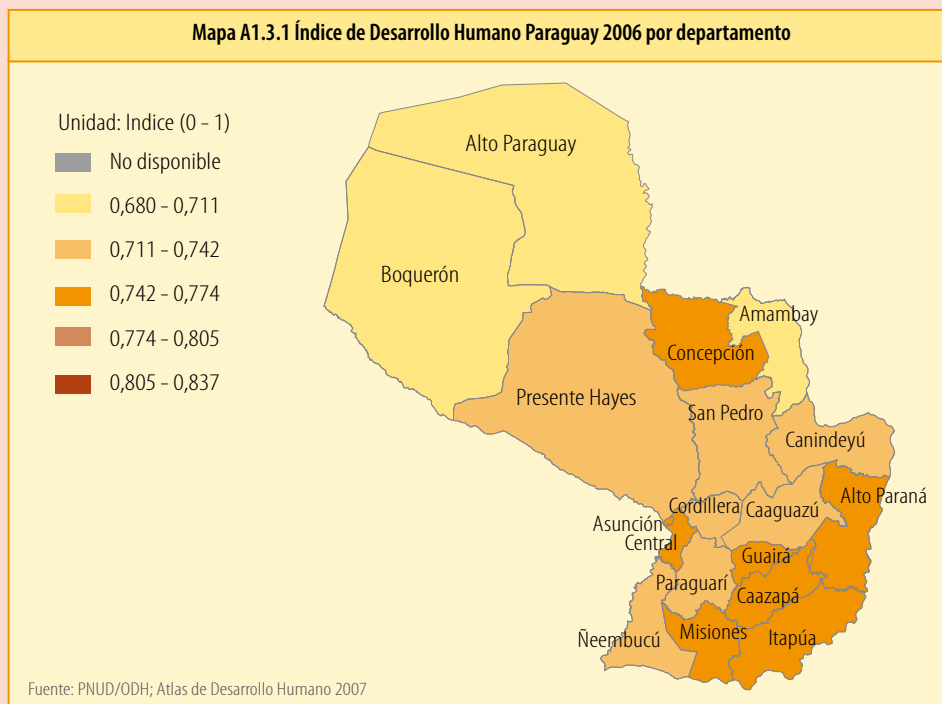 Mapa A1.3.1 Índice de Desarrollo Humano Paraguay 2006 por departamento
Unidad: Indice (0 - 1)
No disponible
0,680 - 0,711
0,711 - 0,742
0,742 - 0,774
0,774 - 0,805
0,805 - 0,837
Alto Paraguay
Boquerón
Amambay
Concepción
Presente Hayes
San Pedro
Canindeyú
Alto Paraná
Cordillera
Caaguazú
Asunción
Central
Guairá
Paraguarí
Caazapá
Ñeembucú
Misiones
Itapúa
Fuente: PNUD/ODH; Atlas de Desarrollo Humano 2007